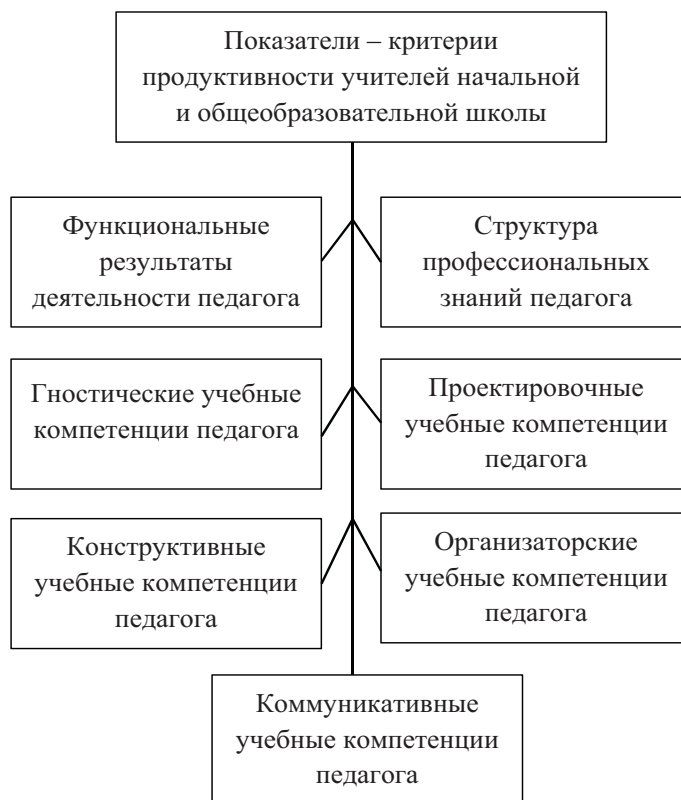 Показатели – критерии
продуктивности учителей начальной
и общеобразовательной школы
Функциональные
результаты
деятельности педагога
Структура
профессиональных
знаний педагога
Гностические учебные
компетенции педагога
Проектировочные
учебные компетенции
педагога
Конструктивные
учебные компетенции
педагога
Организаторские
учебные компетенции
педагога
Коммуникативные
учебные компетенции
педагога